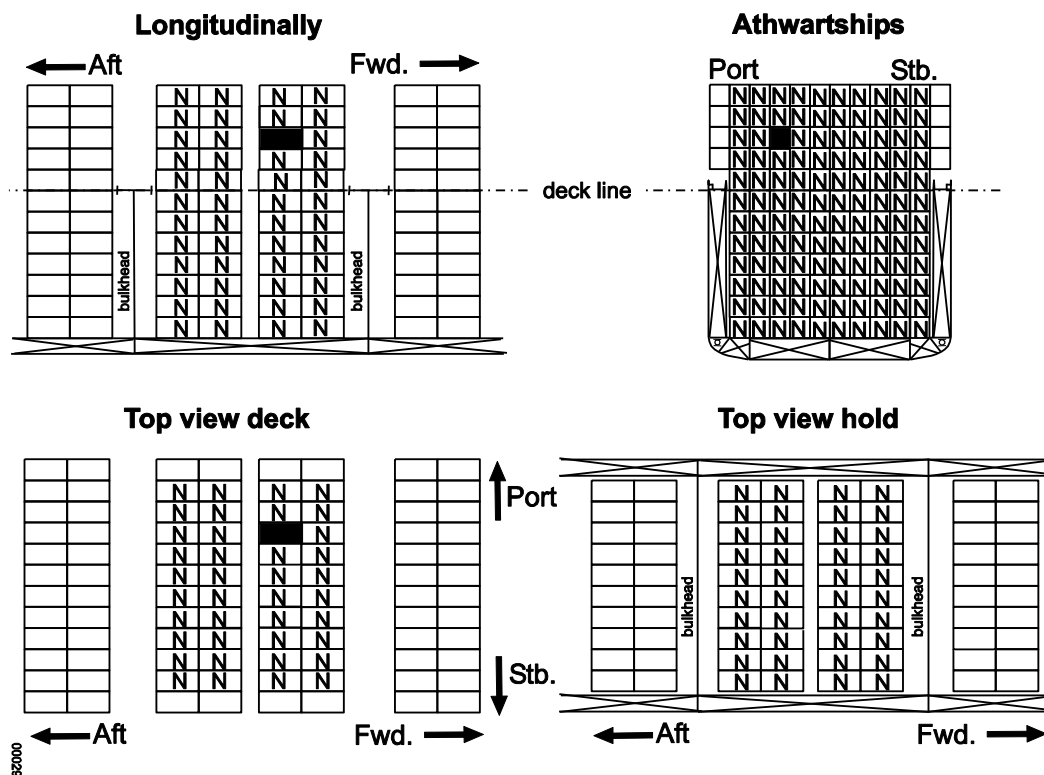 Longitudinally
Aft
Fwd.
N N N N
N N N N
N N N
N N N N
N N N N
N N N N
N N N N
N N N N
N N N N
N N N N
N N N N
N N N N
bulkhead
bulkhead
deck line
Athwartships
Port
Stb.
N N N N N N N N N N
N N N N N N N N N N
N N N N N N N N N
N N N N N N N N N N
N N N N N N N N N N
N N N N N N N N N N
N N N N N N N N N N
N N N N N N N N N N
N N N N N N N N N N
N N N N N N N N N N
N N N N N N N N N N
N N N N N N N N N N
Top view deck
N N N N
N N N N
N N N
N N N N
N N N N
N N N N
N N N N
N N N N
N N N N
N N N N
Port
Stb.
Aft
Fwd.
Top view hold
N N N N
N N N N
N N N N
N N N N
N N N N
N N N N
N N N N
N N N N
N N N N
N N N N
bulkhead
bulkhead
Aft
Fwd.